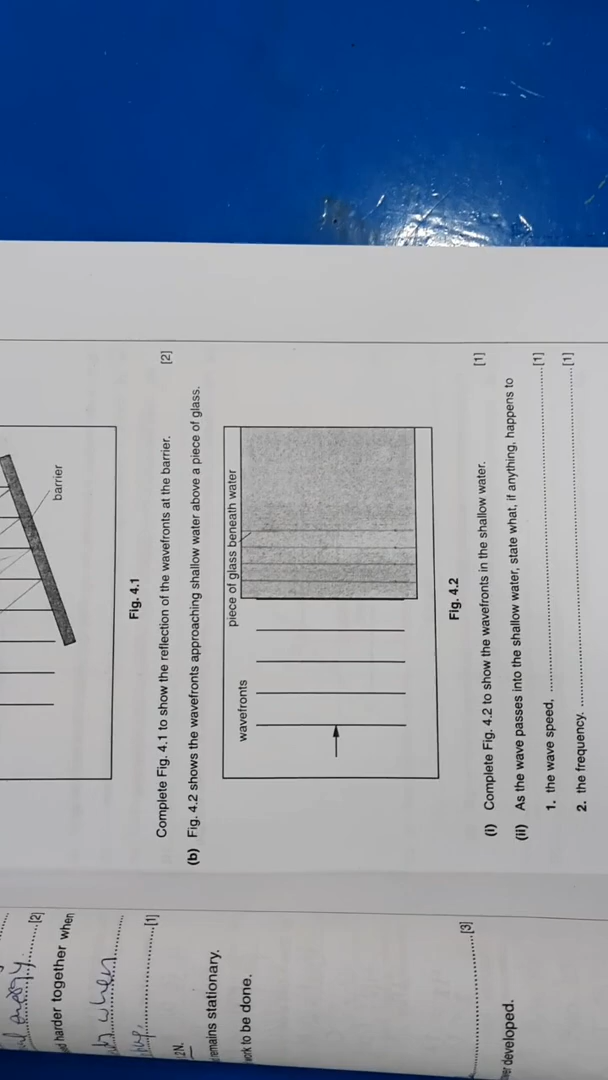 barrier
Fig. 4.1
Complete Fig. 4.1 to show the reflection of the wavefronts at the barrier. [2]
(b) Fig. 4.2 shows the wavefronts approaching shallow water above a piece of glass.
piece of glass beneath water
wavefronts
Fig. 4.2
(i) Complete Fig. 4.2 to show the wavefronts in the shallow water. [1]
(ii) As the wave passes into the shallow water, state what, if anything, happens to
1. the wave speed, [1]
2. the frequency. [1]
[2]
harder together when
when
[1]
2N.
remains stationary.
work to be done.
[3]
developed.